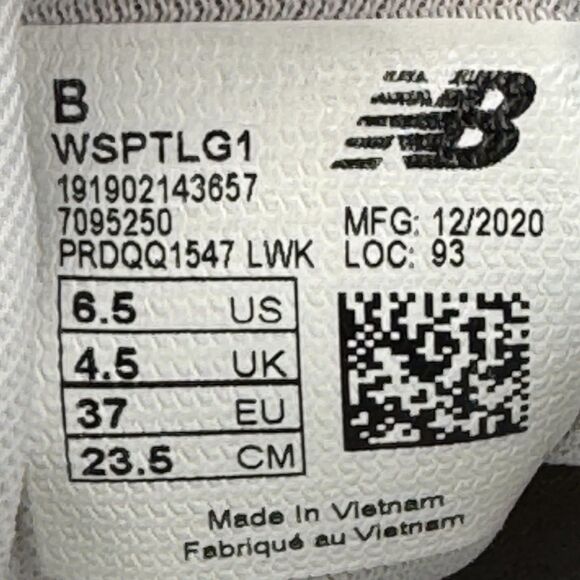 B
WSPTLG1
191902143657
7095250
PRDQQ1547 LWK
MFG: 12/2020
LOC: 93
6.5 US
4.5 UK
37 EU
23.5 CM
Made In Vietnam
Fabriqué au Vietnam